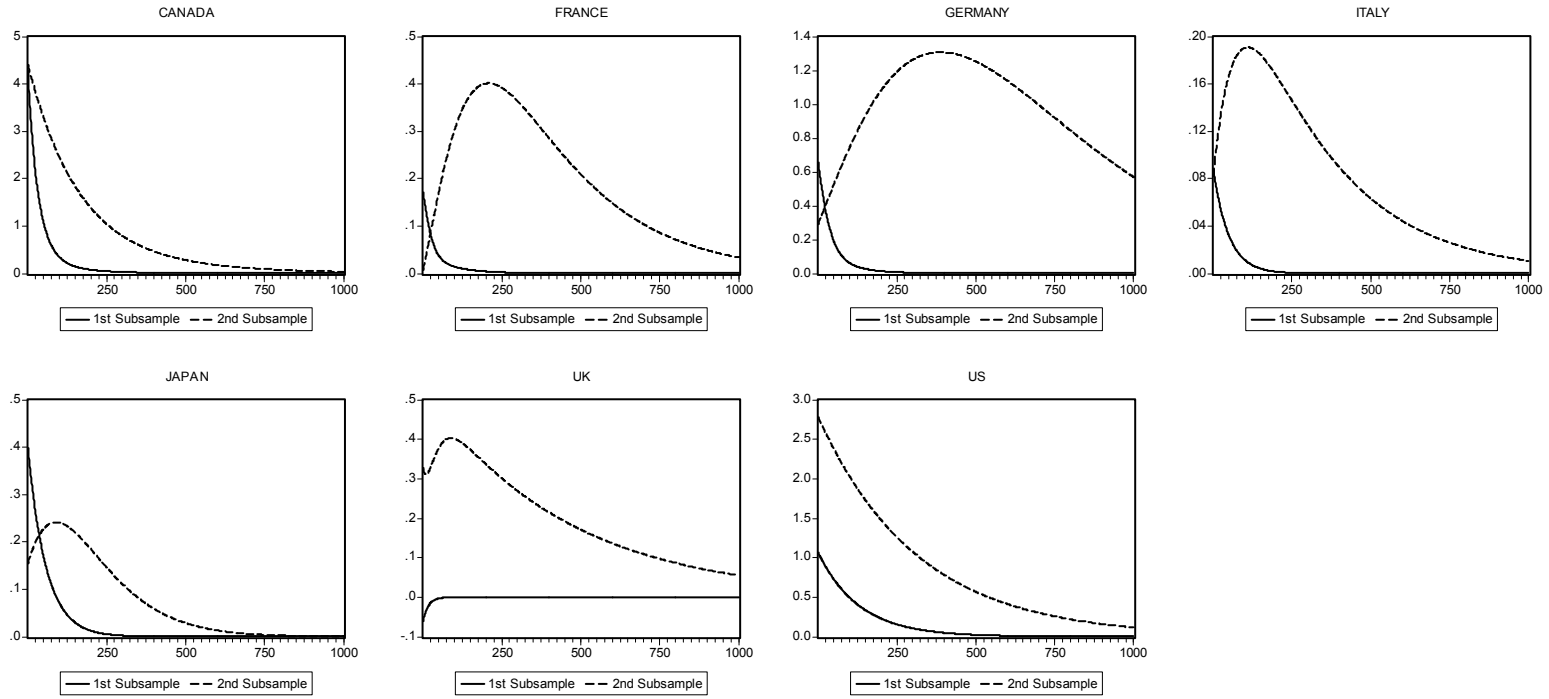 CANADA
5
4
3
2
1
0
250 500 750 1000
1st Subsample 2nd Subsample
FRANCE
.5
.4
.3
.2
.1
.0
250 500 750 1000
1st Subsample 2nd Subsample
GERMANY
1.4
1.2
1.0
0.8
0.6
0.4
0.2
0.0
250 500 750 1000
1st Subsample 2nd Subsample
ITALY
.20
.16
.12
.08
.04
.00
250 500 750 1000
1st Subsample 2nd Subsample
JAPAN
.5
.4
.3
.2
.1
.0
250 500 750 1000
1st Subsample 2nd Subsample
UK
.5
.4
.3
.2
.1
.0
-.1
250 500 750 1000
1st Subsample 2nd Subsample
US
3.0
2.5
2.0
1.5
1.0
0.5
0.0
250 500 750 1000
1st Subsample 2nd Subsample